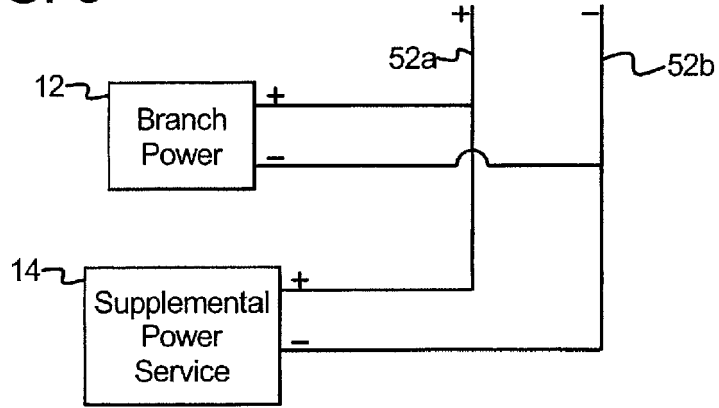 +
−
52a
52b
12
+
Branch
Power
−
14
+
Supplemental
Power
Service
−